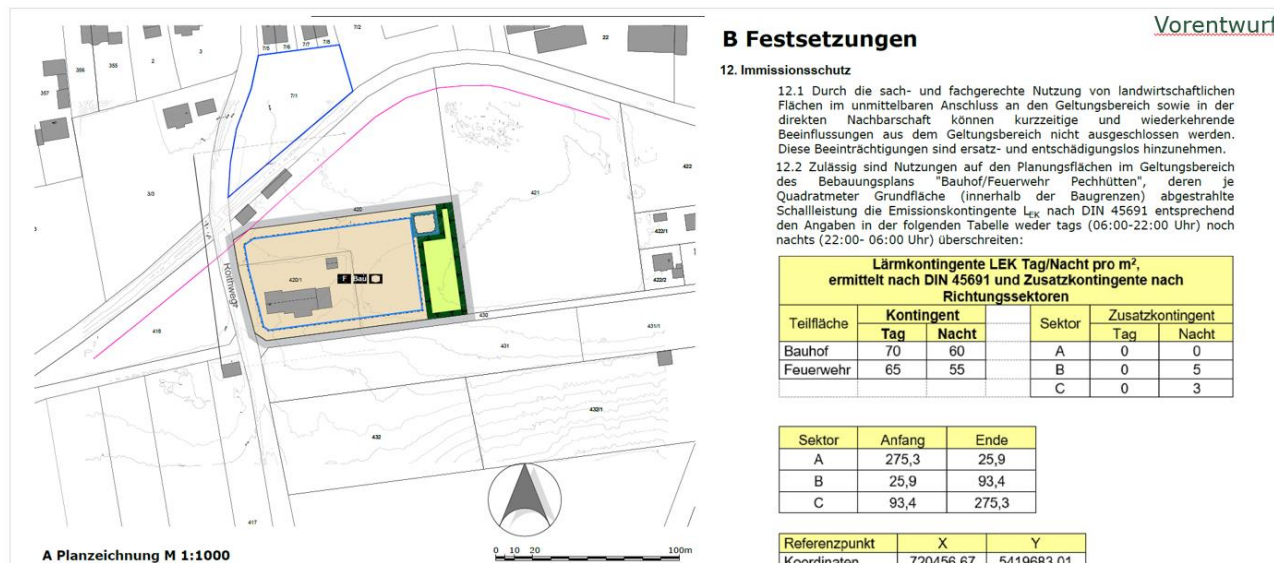 Vorentwurf
B Festsetzungen
12. Immissionsschutz
12.1 Durch die sach- und fachgerechte Nutzung von landwirtschaftlichen
Flächen im unmittelbaren Anschluss an den Geltungsbereich sowie in der
direkten Nachbarschaft können kurzzeitige und wiederkehrende
Beeinflussungen aus dem Geltungsbereich nicht ausgeschlossen werden.
Diese Beeinträchtigungen sind ersatz- und entschädigungslos hinzunehmen.
12.2 Zulässig sind Nutzungen auf den Planungsflächen im Geltungsbereich
des Bebauungsplans "Bauhof/Feuerwehr Pechhütten", deren je
Quadratmeter Grundfläche (innerhalb der Baugrenzen) abgestrahlte
Schallleistung die Emissionskontingente LEK nach DIN 45691 entsprechend
den Angaben in der folgenden Tabelle weder tags (06:00-22:00 Uhr) noch
nachts (22:00- 06:00 Uhr) überschreiten:
Lärmkontingente LEK Tag/Nacht pro m²,
ermittelt nach DIN 45691 und Zusatzkontingente nach
Richtungssektoren
Teilfläche Kontingent Sektor Zusatzkontingent
Tag Nacht Tag Nacht
Bauhof 70 60 A 0 0
Feuerwehr 65 55 B 0 5
C 0 3
Sektor Anfang Ende
A 275,3 25,9
B 25,9 93,4
C 93,4 275,3
Referenzpunkt X Y
Koordinaten 720456,67 5419683,01
7/5 7/6 7/7 7/8
7/2
22
3
2
355
356
357
7/1
3/3
421
422
420
422/1
422/2
420/1
F Bau
Koithweg
418
430
431
431/1
432
432/1
417
0 10 20 100m
A Planzeichnung M 1:1000